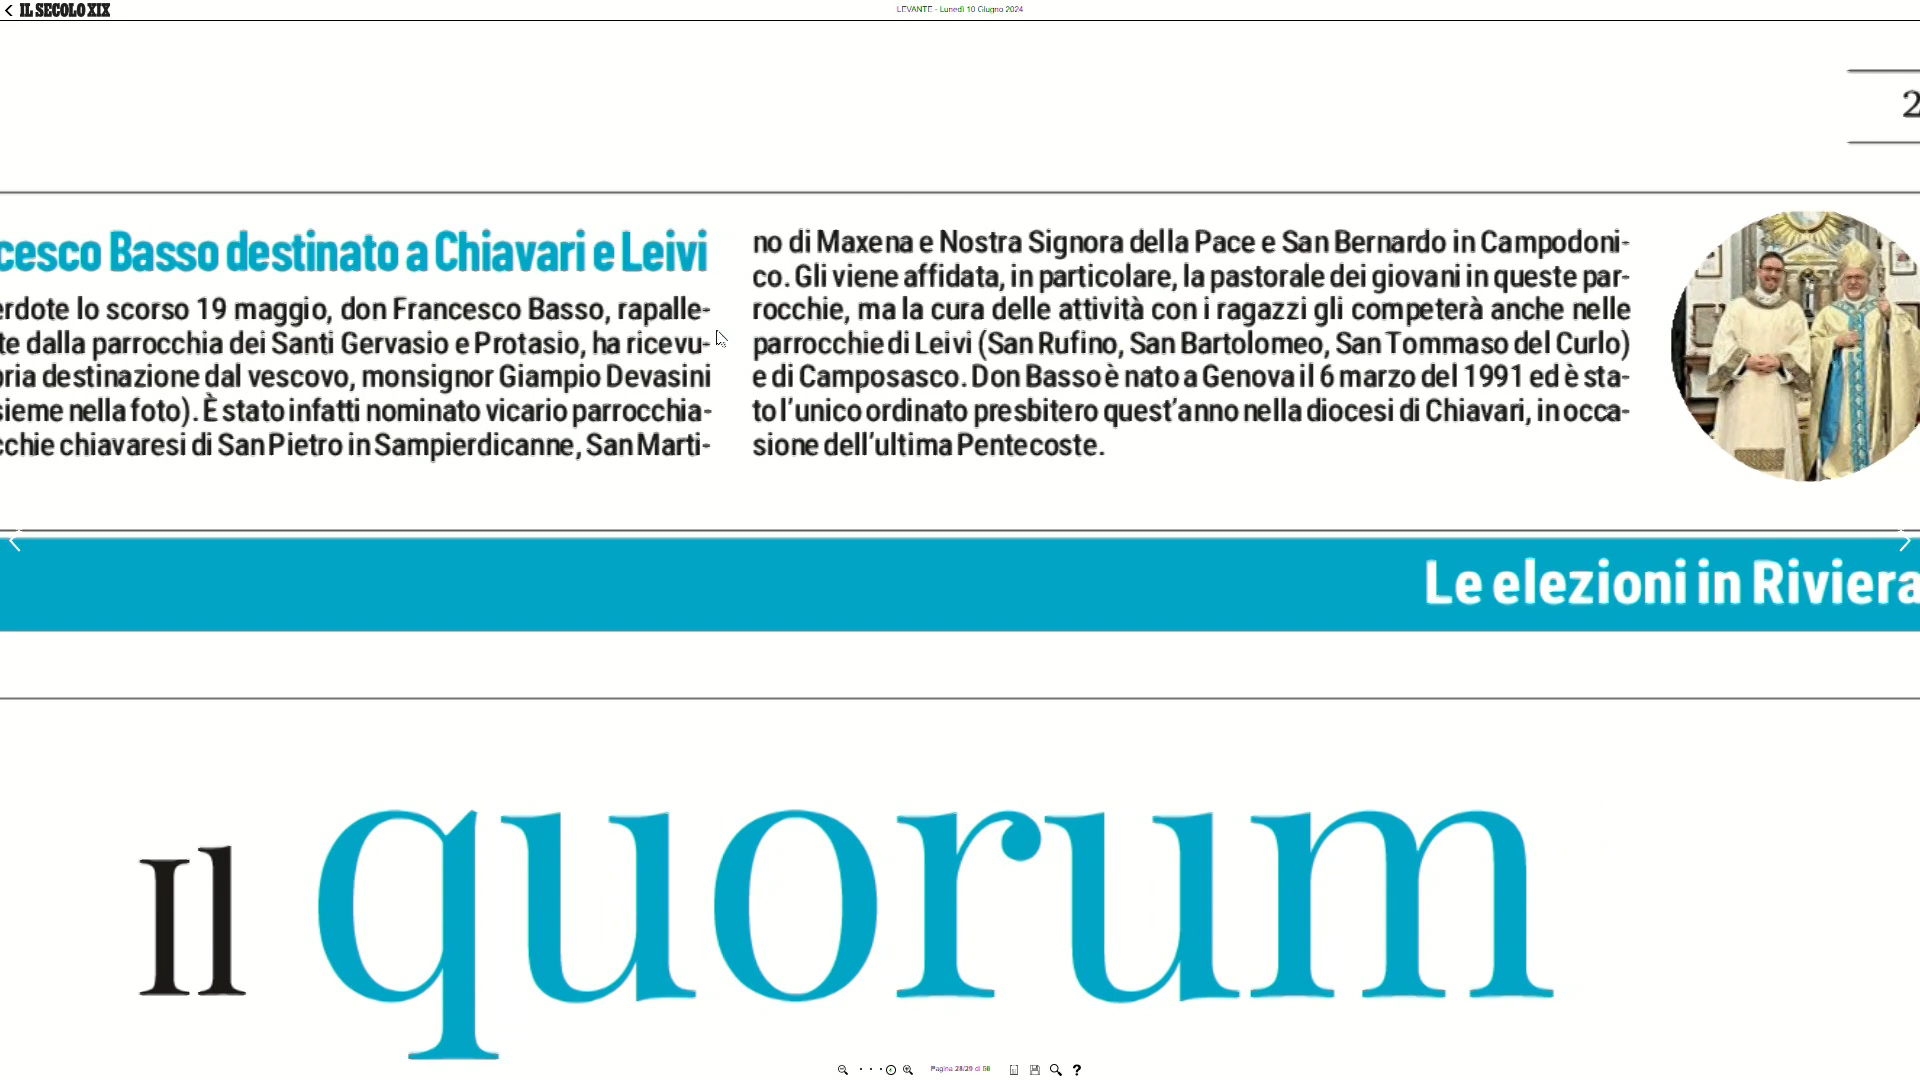 IL SECOLO XIX
LEVANTE - Lunedì 10 Giugno 2024
2
cesco Basso destinato a Chiavari e Leivi
erdote lo scorso 19 maggio, don Francesco Basso, rapalle-
te dalla parrocchia dei Santi Gervasio e Protasio, ha ricevu-
pria destinazione dal vescovo, monsignor Giampio Devasini
sieme nella foto). È stato infatti nominato vicario parrocchia-
cchie chiavaresi di San Pietro in Sampierdicanne, San Marti-
no di Maxena e Nostra Signora della Pace e San Bernardo in Campodoni-
co. Gli viene affidata, in particolare, la pastorale dei giovani in queste par-
rocchie, ma la cura delle attività con i ragazzi gli competerà anche nelle
parrocchie di Leivi (San Rufino, San Bartolomeo, San Tommaso del Curlo)
e di Camposasco. Don Basso è nato a Genova il 6 marzo del 1991 ed è sta-
to l'unico ordinato presbitero quest'anno nella diocesi di Chiavari, in occa-
sione dell'ultima Pentecoste.
Le elezioni in Riviera
Il quorum
Pagina 28/29 di 56